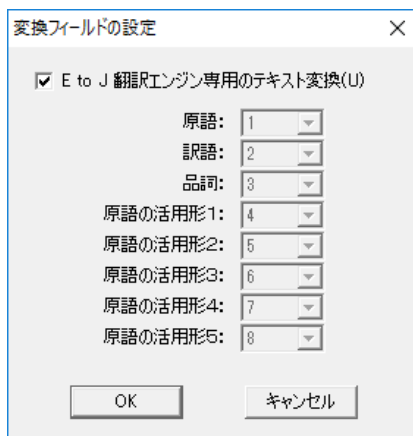 変換フィールドの設定
E to J 翻訳エンジン専用のテキスト変換(U)
原語: 1
訳語: 2
品詞: 3
原語の活用形1: 4
原語の活用形2: 5
原語の活用形3: 6
原語の活用形4: 7
原語の活用形5: 8
OK キャンセル